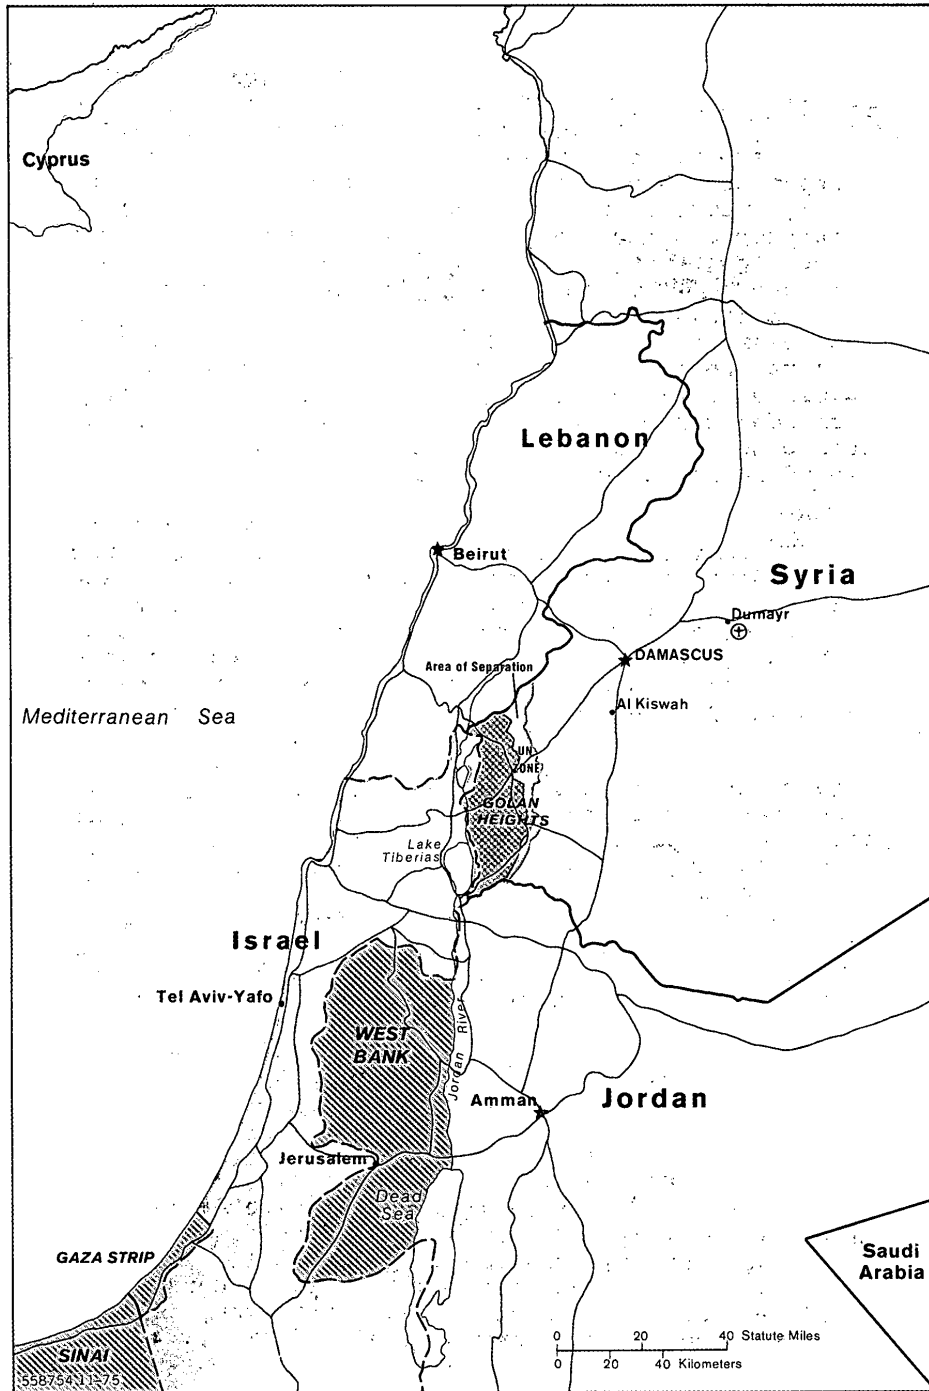 Cyprus
Lebanon
Beirut
Syria
Dumayr
DAMASCUS
Area of Separation
Al Kiswah
Mediterranean Sea
UN
ZONE
GOLAN
HEIGHTS
Lake
Tiberias
Israel
Tel Aviv-Yafo
WEST
BANK
Jordan River
Amman
Jordan
Jerusalem
Dead
Sea
GAZA STRIP
Saudi
Arabia
0 20 40 Statute Miles
0 20 40 Kilometers
SINAI
558754 11-75